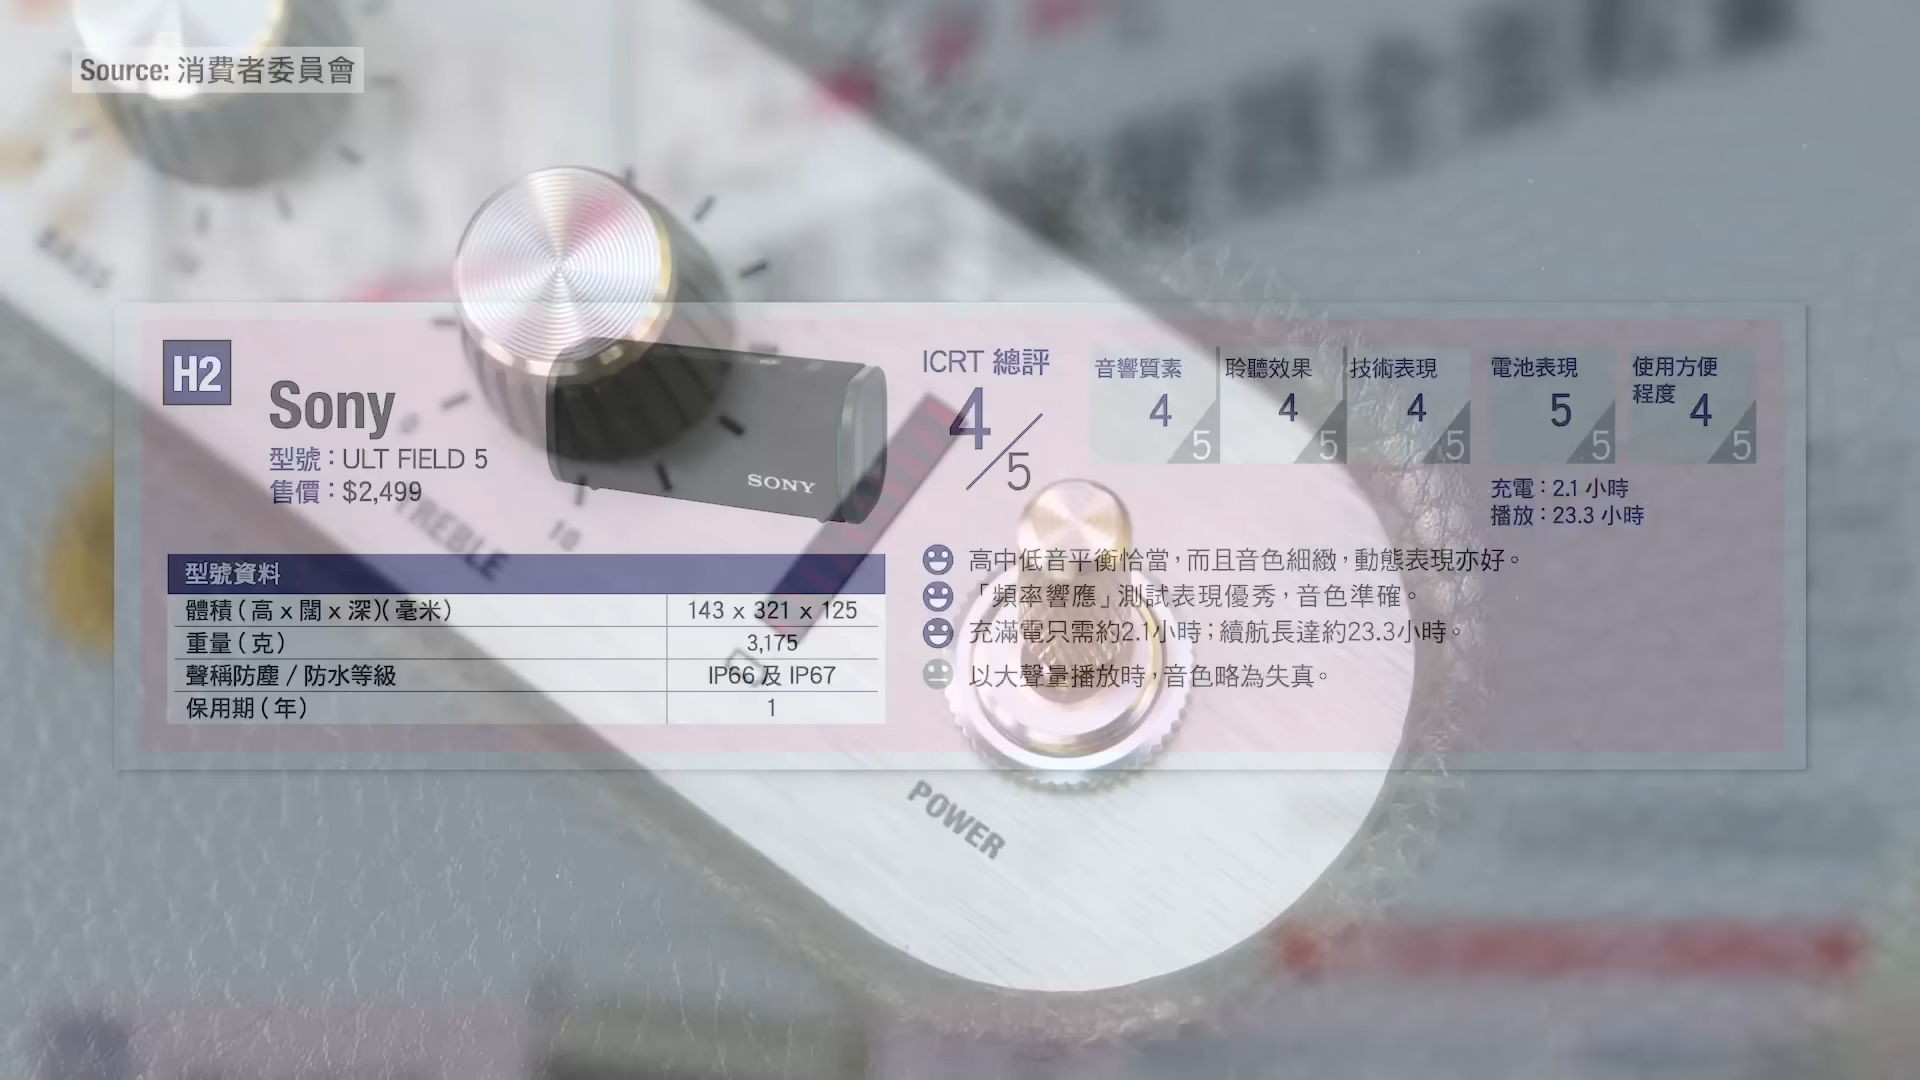 Source: 消費者委員會
H2
Sony
型號：ULT FIELD 5
售價：$2,499
SONY
ICRT 總評
4/5
音響質素
4
5
聆聽效果
4
5
技術表現
4
5
電池表現
5
5
使用方便程度
4
5
充電：2.1 小時
播放：23.3 小時
型號資料
體積（高 x 闊 x 深）（毫米） 143 x 321 x 125
重量（克） 3,175
聲稱防塵 / 防水等級 IP66 及 IP67
保用期（年） 1
高中低音平衡恰當，而且音色細緻，動態表現亦好。
「頻率響應」測試表現優秀，音色準確。
充滿電只需約2.1小時；續航長達約23.3小時。
以大聲量播放時，音色略為失真。
BASS
TREBLE
0
10
POWER